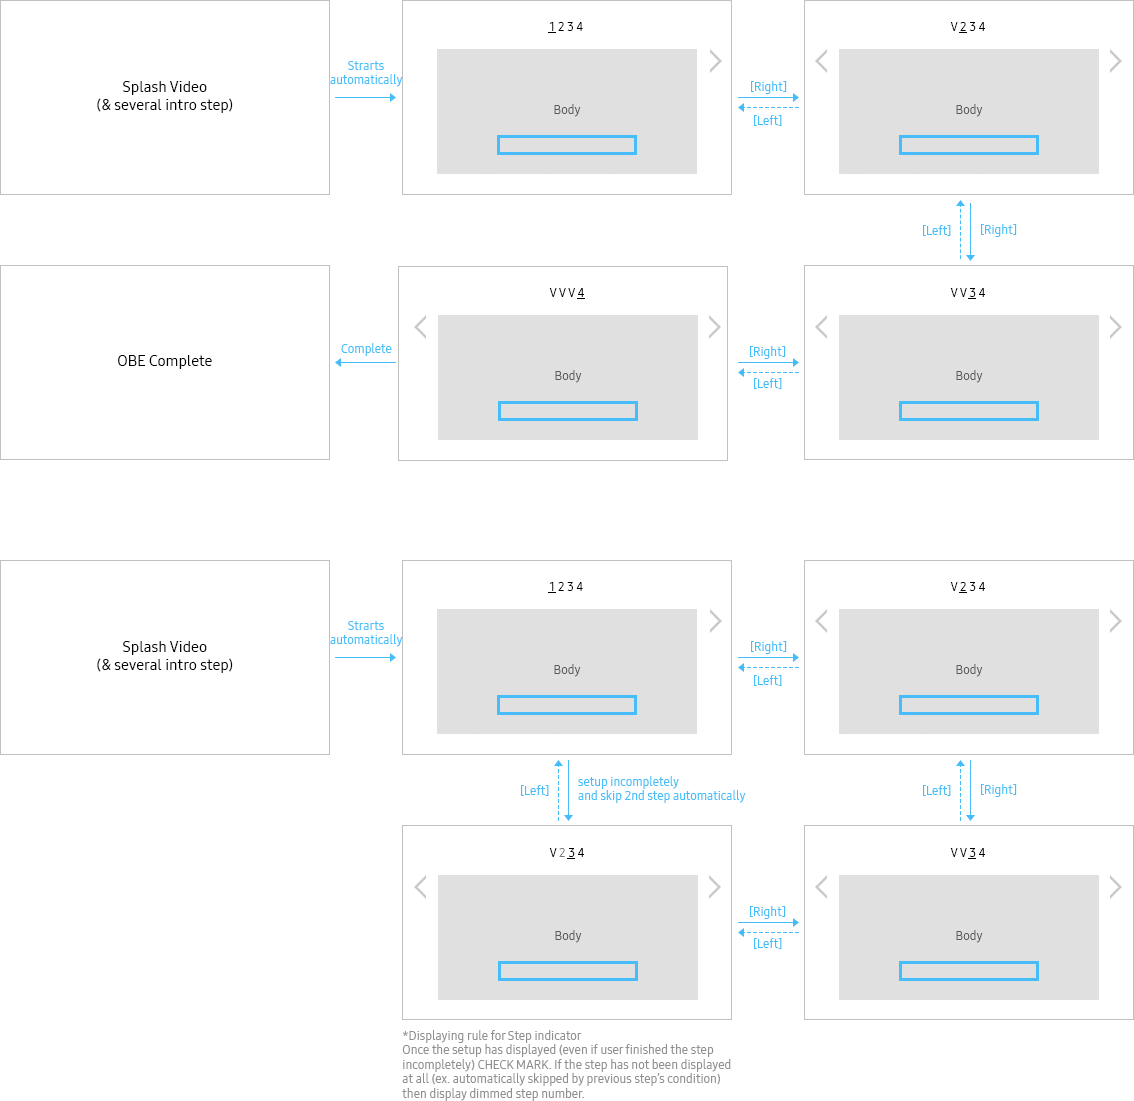 Splash Video
(& several intro step)
Strarts
automatically
1 2 3 4
Body
[Right]
[Left]
V 2 3 4
Body
[Left]
[Right]
OBE Complete
Complete
V V V 4
Body
[Right]
[Left]
V V 3 4
Body
Splash Video
(& several intro step)
Strarts
automatically
1 2 3 4
Body
[Right]
[Left]
V 2 3 4
Body
[Left]
setup incompletely
and skip 2nd step automatically
[Left]
[Right]
V 2 3 4
Body
[Right]
[Left]
V V 3 4
Body
*Displaying rule for Step indicator
Once the setup has displayed (even if user finished the step
incompletely) CHECK MARK. If the step has not been displayed
at all (ex. automatically skipped by previous step's condition)
then display dimmed step number.